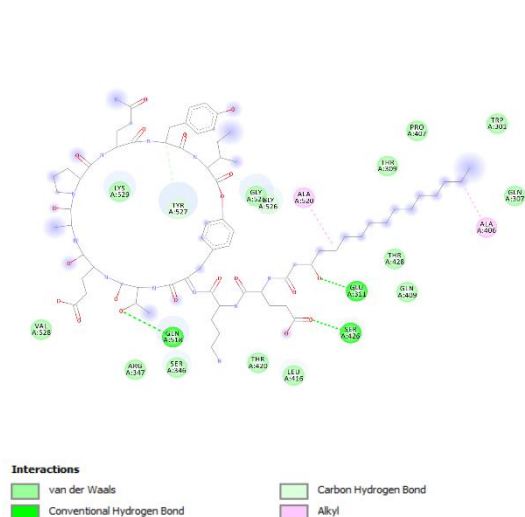 PRO
A:407
TRP
A:301
THR
A:309
GLN
A:307
LYS
A:529
TYR
A:527
GLY
GLY
A:526
ALA
A:520
ALA
A:406
THR
A:428
GLN
A:409
GLU
A:311
SER
A:426
VAL
A:528
GLN
A:518
ARG
A:347
SER
A:346
THR
A:420
LEU
A:416
Interactions
van der Waals
Conventional Hydrogen Bond
Carbon Hydrogen Bond
Alkyl